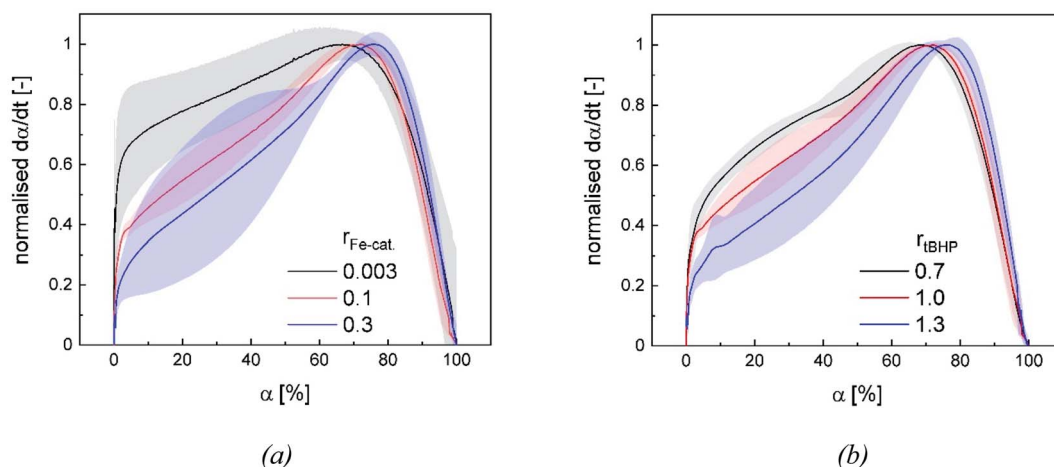 normalised dα/dt [-]
1
0.8
0.6
0.4
0.2
0
r_Fe-cat.
0.003
0.1
0.3
0 20 40 60 80 100
α [%]
(a)
normalised dα/dt [-]
1
0.8
0.6
0.4
0.2
0
r_tBHP
0.7
1.0
1.3
0 20 40 60 80 100
α [%]
(b)